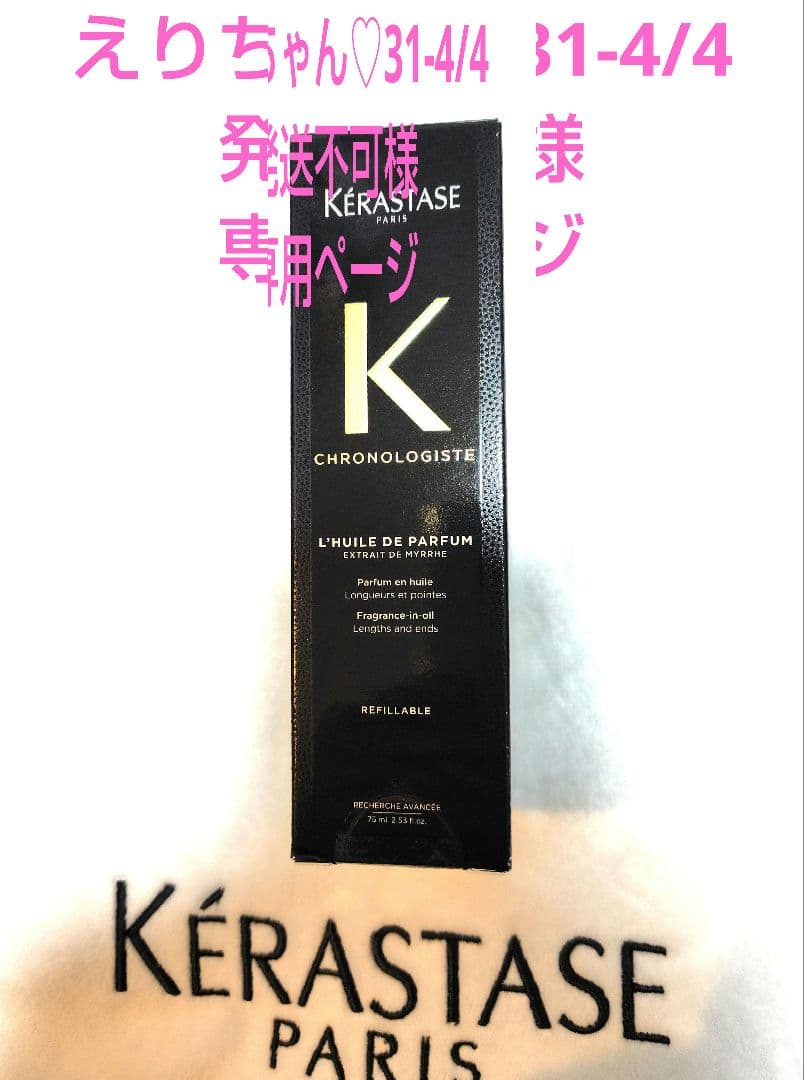 えりちゃん♡31-4/4 31-4/4
発送不可様 様
専用ページ ジ
KÉRASTASE
PARIS
K
CHRONOLOGISTE
L'HUILE DE PARFUM
EXTRAIT DE MYRRHE
Parfum en huile
Longueurs et pointes
Fragrance-in-oil
Lengths and ends
REFILLABLE
RECHERCHE AVANCÉE
75 ml 2.53 fl.oz.
KÉRASTASE
PARIS